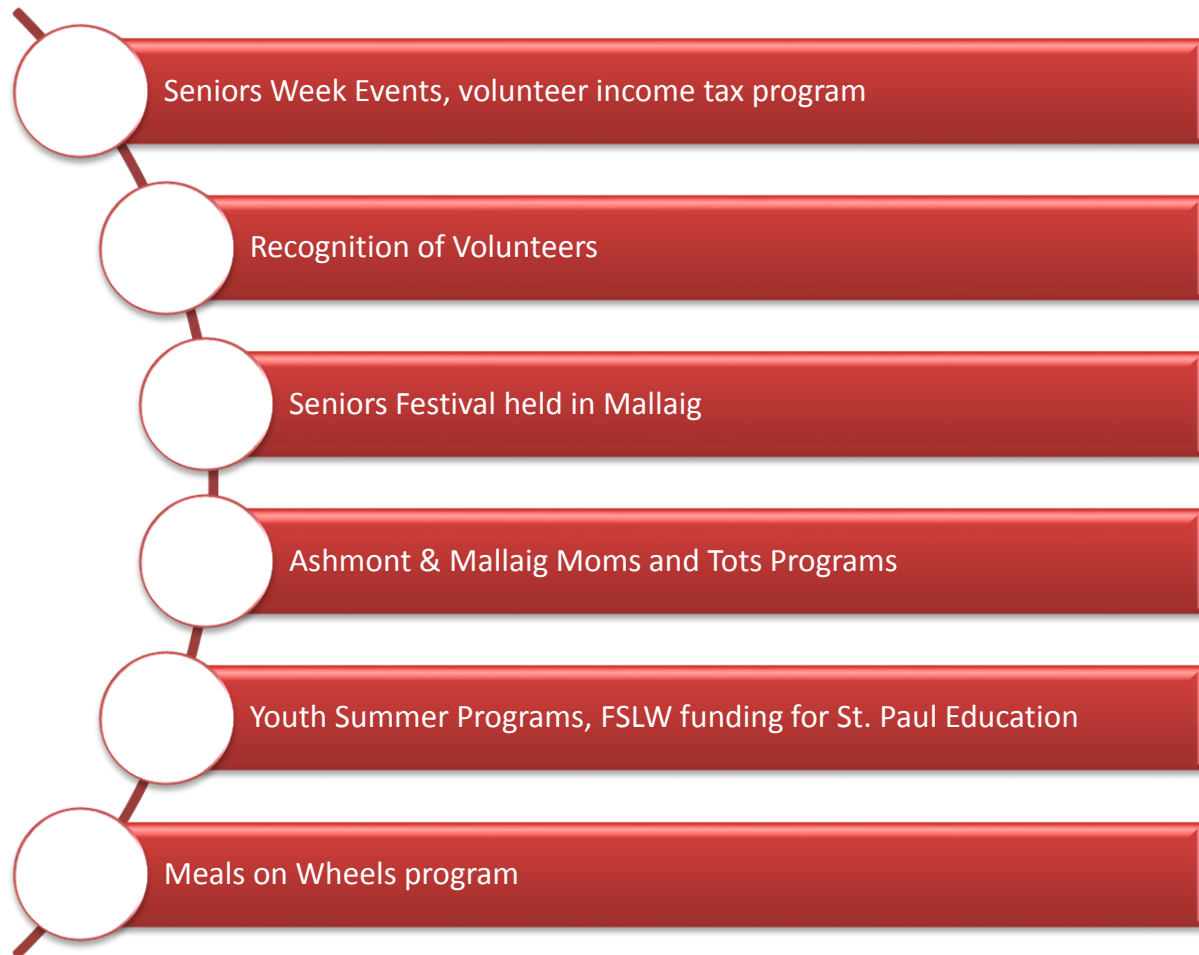 Seniors Week Events, volunteer income tax program
Recognition of Volunteers
Seniors Festival held in Mallaig
Ashmont & Mallaig Moms and Tots Programs
Youth Summer Programs, FSLW funding for St. Paul Education
Meals on Wheels program